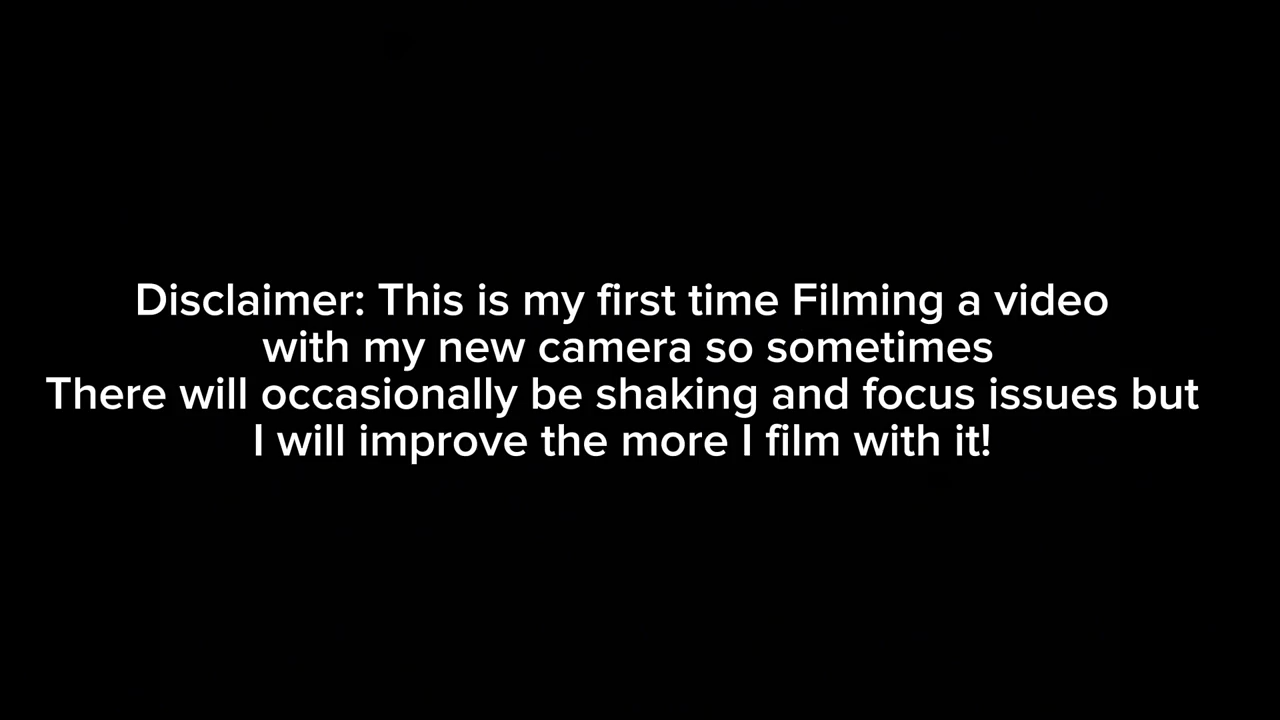 Disclaimer: This is my first time Filming a video
with my new camera so sometimes
There will occasionally be shaking and focus issues but
I will improve the more I film with it!